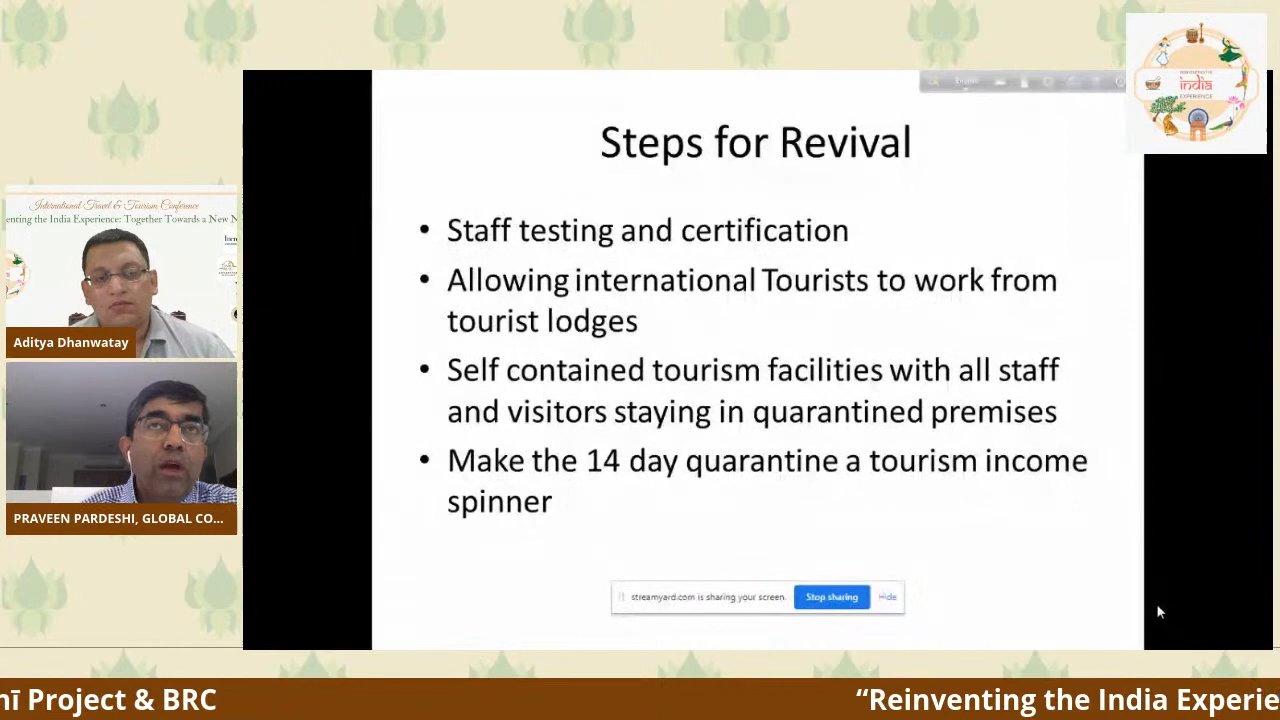 English
india
EXPERIENCE
Steps for Revival
• Staff testing and certification
• Allowing international Tourists to work from
tourist lodges
• Self contained tourism facilities with all staff
and visitors staying in quarantined premises
• Make the 14 day quarantine a tourism income
spinner
International Travel & Tourism Conference
enting the India Experience: Together Towards a New N
Aditya Dhanwatay
PRAVEEN PARDESHI, GLOBAL CO...
streamyard.com is sharing your screen.
Stop sharing
Hide
nī Project & BRC
“Reinventing the India Experie